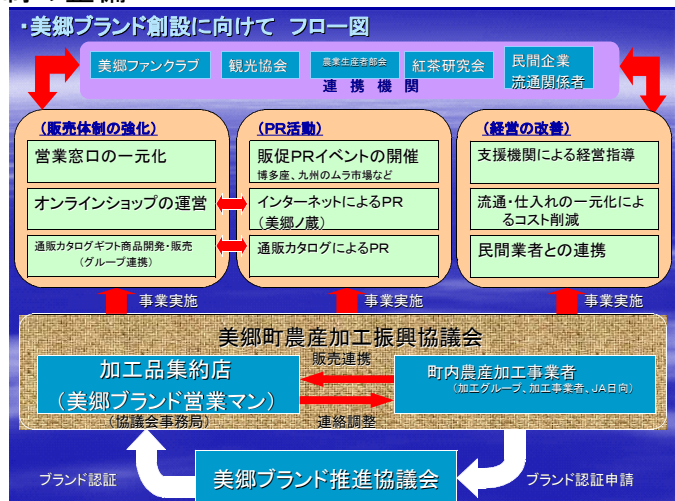 ・美郷ブランド創設に向けて フロー図
美郷ファンクラブ
観光協会
農業生産者部会
紅茶研究会
民間企業
流通関係者
連携機関
（販売体制の強化）
営業窓口の一元化
オンラインショップの運営
通販カタログギフト商品開発・販売
（グループ連携）
（PR活動）
販促PRイベントの開催
博多座、九州のムラ市場など
インターネットによるPR
（美郷ノ蔵）
通販カタログによるPR
（経営の改善）
支援機関による経営指導
流通・仕入れの一元化によ
るコスト削減
民間業者との連携
事業実施
事業実施
事業実施
美郷町農産加工振興協議会
加工品集約店
（美郷ブランド営業マン）
（協議会事務局）
販売連携
連絡調整
町内農産加工事業者
（加工グループ、加工事業者、JA日向）
ブランド認証
美郷ブランド推進協議会
ブランド認証申請